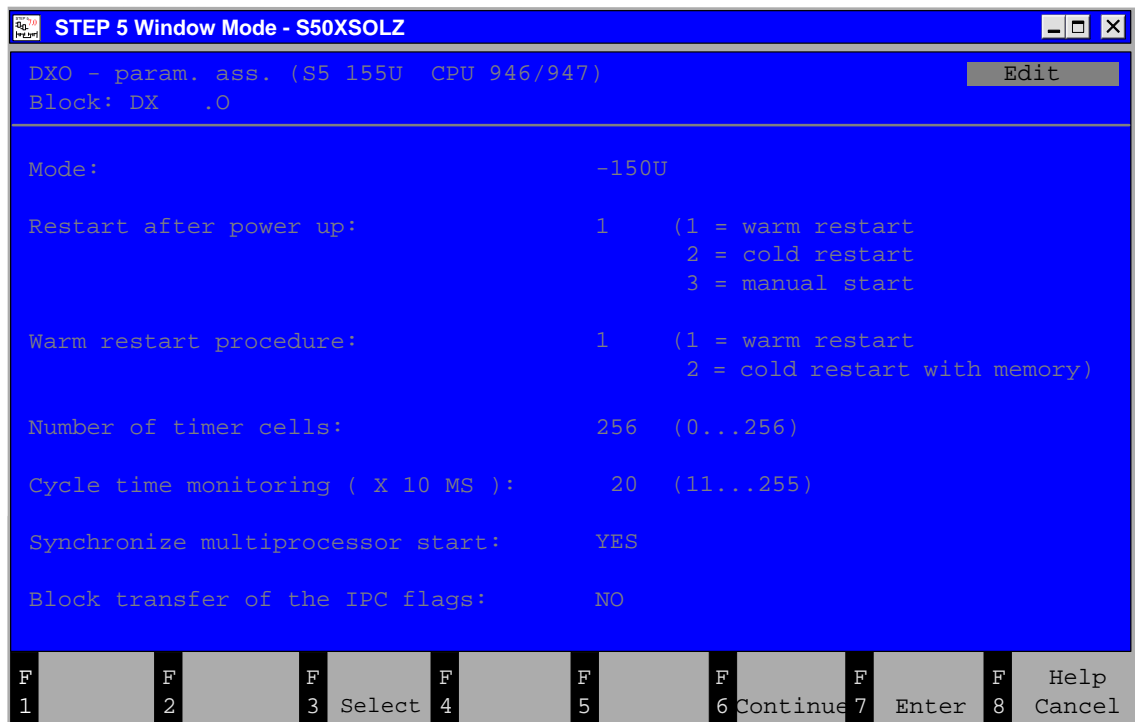 STEP 5 Window Mode - S50XSOLZ
DXO - param. ass. (S5 155U CPU 946/947) Edit
Block: DX .O
Mode: -150U
Restart after power up: 1 (1 = warm restart
2 = cold restart
3 = manual start
Warm restart procedure: 1 (1 = warm restart
2 = cold restart with memory)
Number of timer cells: 256 (0...256)
Cycle time monitoring ( X 10 MS ): 20 (11...255)
Synchronize multiprocessor start: YES
Block transfer of the IPC flags: NO
F F F F F F F F Help
1 2 3 Select 4 5 6 Continue 7 Enter 8 Cancel